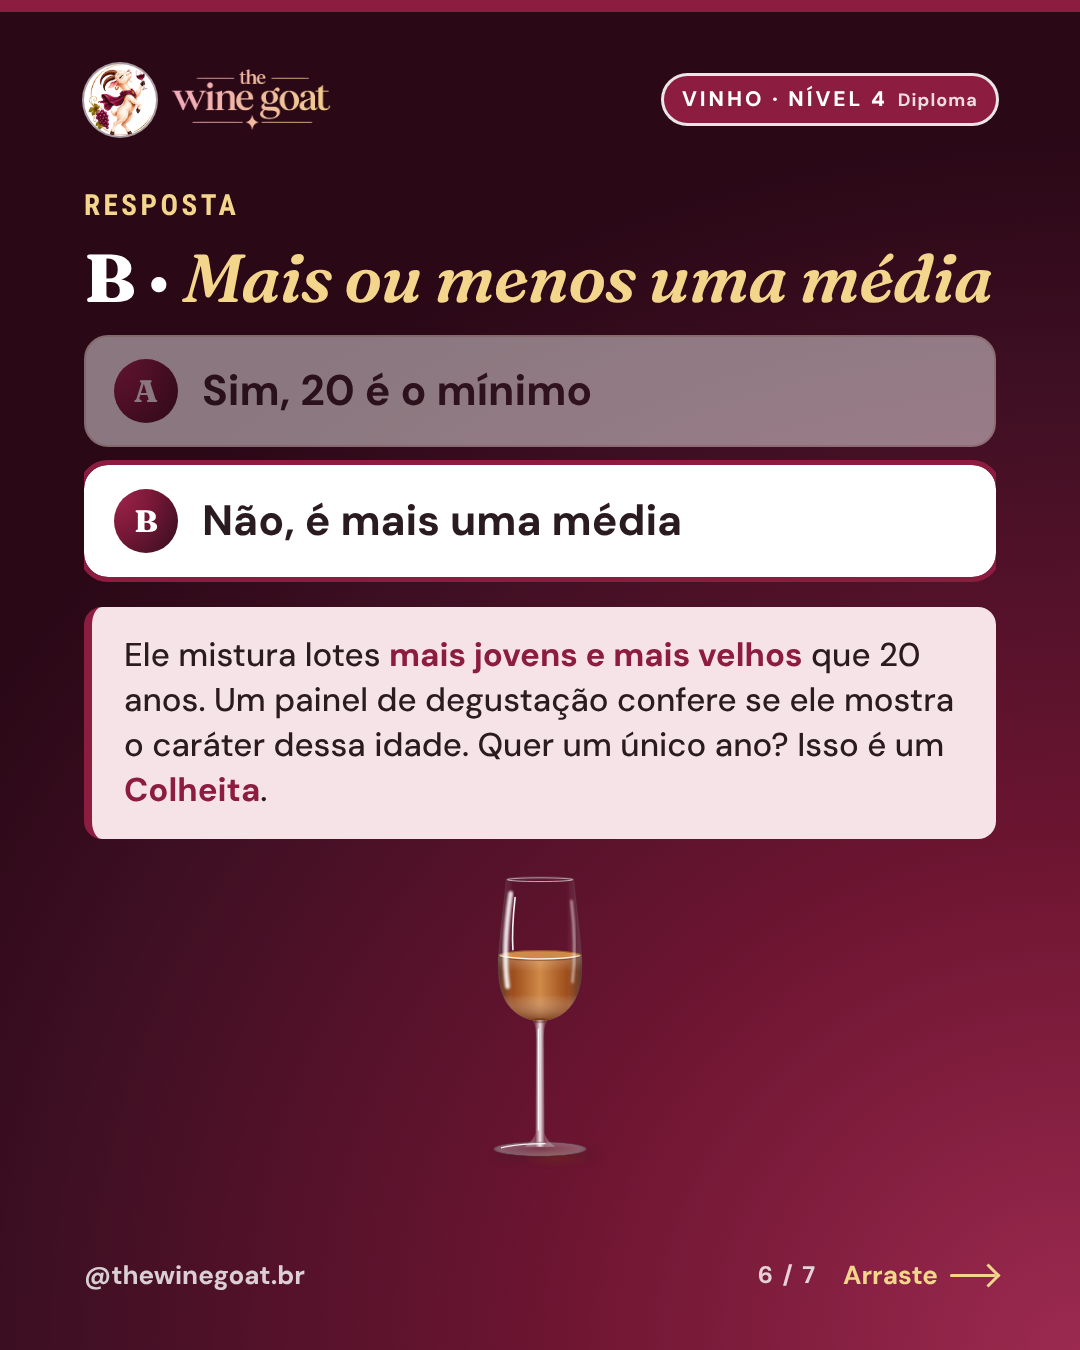 the
wine goat
VINHO · NÍVEL 4 Diploma
RESPOSTA
B · Mais ou menos uma média
A Sim, 20 é o mínimo
B Não, é mais uma média
Ele mistura lotes mais jovens e mais velhos que 20
anos. Um painel de degustação confere se ele mostra
o caráter dessa idade. Quer um único ano? Isso é um
Colheita.
@thewinegoat.br
6 / 7 Arraste